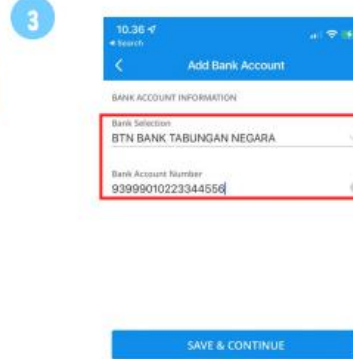 3
10.36
Search
Add Bank Account
BANK ACCOUNT INFORMATION
Bank Selection
BTN BANK TABUNGAN NEGARA
Bank Account Number
93999010223344556
SAVE & CONTINUE